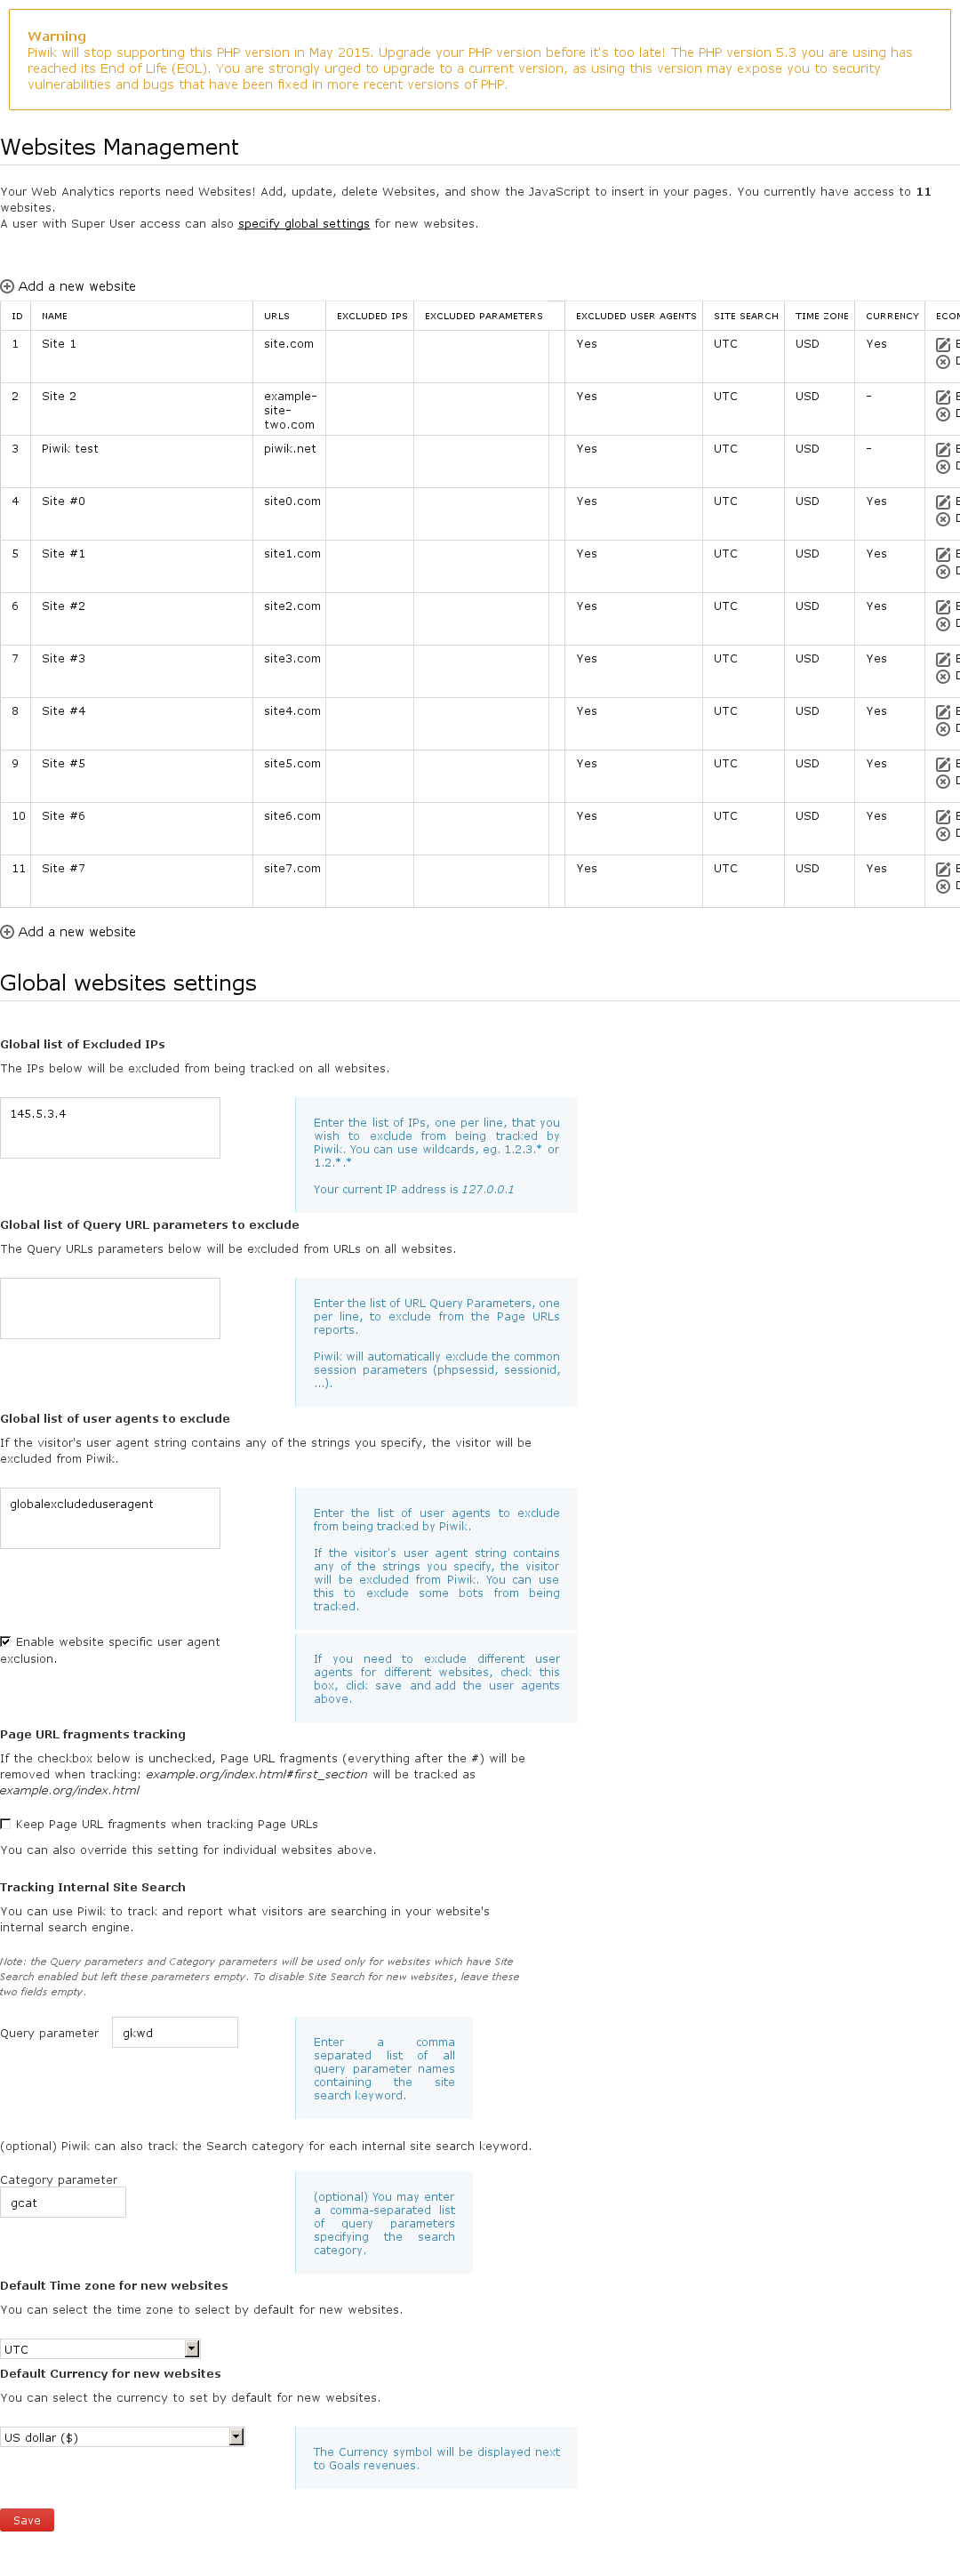 Warning
Piwik will stop supporting this PHP version in May 2015. Upgrade your PHP version before it's too late! The PHP version 5.3 you are using has
reached its End of Life (EOL). You are strongly urged to upgrade to a current version, as using this version may expose you to security
vulnerabilities and bugs that have been fixed in more recent versions of PHP.
Websites Management
Your Web Analytics reports need Websites! Add, update, delete Websites, and show the JavaScript to insert in your pages. You currently have access to 11
websites.
A user with Super User access can also specify global settings for new websites.
Add a new website
ID NAME URLS EXCLUDED IPS EXCLUDED PARAMETERS EXCLUDED USER AGENTS SITE SEARCH TIME ZONE CURRENCY ECOM
1 Site 1 site.com Yes UTC USD Yes E
D
2 Site 2 example- Yes UTC USD - E
site- D
two.com
3 Piwik test piwik.net Yes UTC USD - E
D
4 Site #0 site0.com Yes UTC USD Yes E
D
5 Site #1 site1.com Yes UTC USD Yes E
D
6 Site #2 site2.com Yes UTC USD Yes E
D
7 Site #3 site3.com Yes UTC USD Yes E
D
8 Site #4 site4.com Yes UTC USD Yes E
D
9 Site #5 site5.com Yes UTC USD Yes E
D
10 Site #6 site6.com Yes UTC USD Yes E
D
11 Site #7 site7.com Yes UTC USD Yes E
D
Add a new website
Global websites settings
Global list of Excluded IPs
The IPs below will be excluded from being tracked on all websites.
145.5.3.4
Enter the list of IPs, one per line, that you
wish to exclude from being tracked by
Piwik. You can use wildcards, eg. 1.2.3.* or
1.2.*.*
Your current IP address is 127.0.0.1
Global list of Query URL parameters to exclude
The Query URLs parameters below will be excluded from URLs on all websites.
Enter the list of URL Query Parameters, one
per line, to exclude from the Page URLs
reports.
Piwik will automatically exclude the common
session parameters (phpsessid, sessionid,
...).
Global list of user agents to exclude
If the visitor's user agent string contains any of the strings you specify, the visitor will be
excluded from Piwik.
globalexcludeduseragent
Enter the list of user agents to exclude
from being tracked by Piwik.
If the visitor's user agent string contains
any of the strings you specify, the visitor
will be excluded from Piwik. You can use
this to exclude some bots from being
tracked.
Enable website specific user agent
exclusion.
If you need to exclude different user
agents for different websites, check this
box, click save and add the user agents
above.
Page URL fragments tracking
If the checkbox below is unchecked, Page URL fragments (everything after the #) will be
removed when tracking: example.org/index.html#first_section will be tracked as
example.org/index.html
Keep Page URL fragments when tracking Page URLs
You can also override this setting for individual websites above.
Tracking Internal Site Search
You can use Piwik to track and report what visitors are searching in your website's
internal search engine.
Note: the Query parameters and Category parameters will be used only for websites which have Site
Search enabled but left these parameters empty. To disable Site Search for new websites, leave these
two fields empty.
Query parameter gkwd
Enter a comma
separated list of all
query parameter names
containing the site
search keyword.
(optional) Piwik can also track the Search category for each internal site search keyword.
Category parameter
gcat
(optional) You may enter
a comma-separated list
of query parameters
specifying the search
category.
Default Time zone for new websites
You can select the time zone to select by default for new websites.
UTC
Default Currency for new websites
You can select the currency to set by default for new websites.
US dollar ($)
The Currency symbol will be displayed next
to Goals revenues.
Save